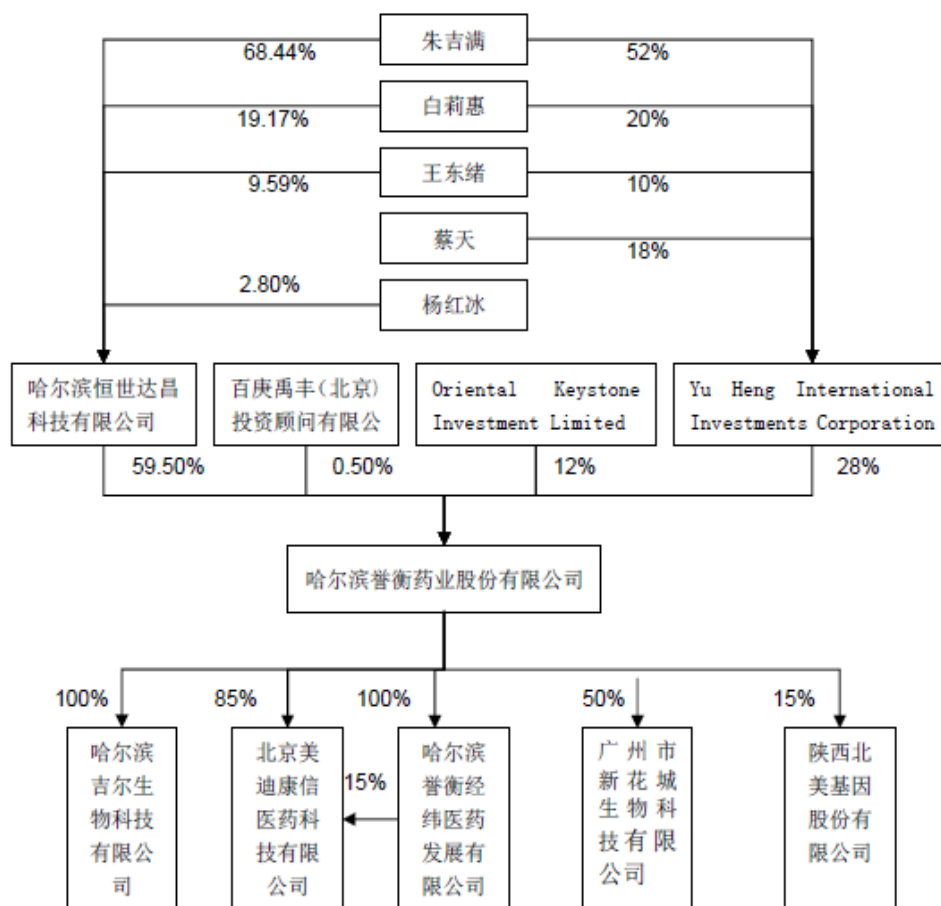 朱吉满
68.44%
52%
白莉惠
19.17%
20%
王东绪
9.59%
10%
蔡天
18%
2.80%
杨红冰
哈尔滨恒世达昌
科技有限公司
百庚禹丰(北京)
投资顾问有限公
Oriental Keystone
Investment Limited
Yu Heng International
Investments Corporation
59.50%
0.50%
12%
28%
哈尔滨誉衡药业股份有限公司
100%
85%
100%
50%
15%
哈尔滨
吉尔生
物科技
有限公
司
北京美
迪康信
医药科
技有限
公司
15%
哈尔滨
誉衡经
纬医药
发展有
限公司
广州市
新花城
生物科
技有限
公司
陕西北
美基因
股份有
限公司